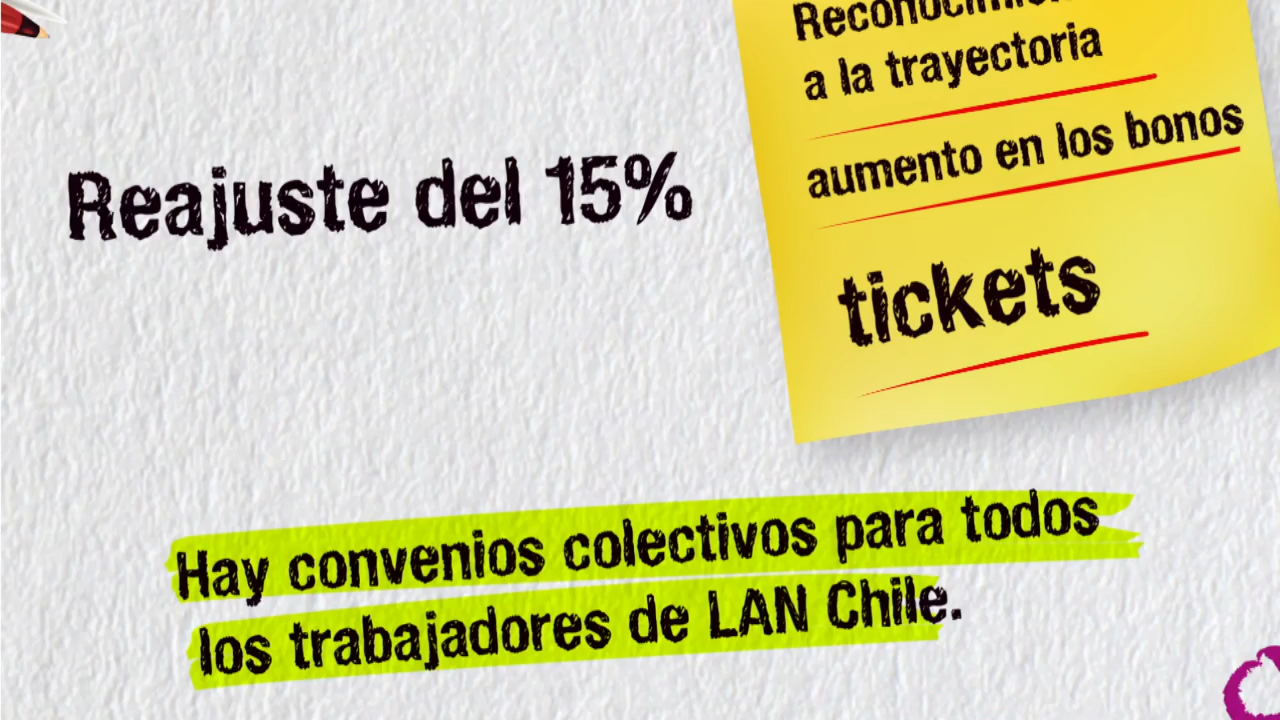 a la trayectoria
aumento en los bonos
tickets
Reajuste del 15%
Hay convenios colectivos para todos
los trabajadores de LAN Chile.